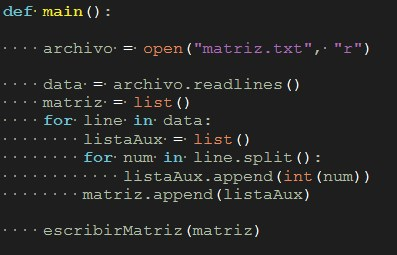 def main():
    archivo = open("matriz.txt", "r")
    data = archivo.readlines()
    matriz = list()
    for line in data:
        listaAux = list()
        for num in line.split():
            listaAux.append(int(num))
        matriz.append(listaAux)
    escribirMatriz(matriz)